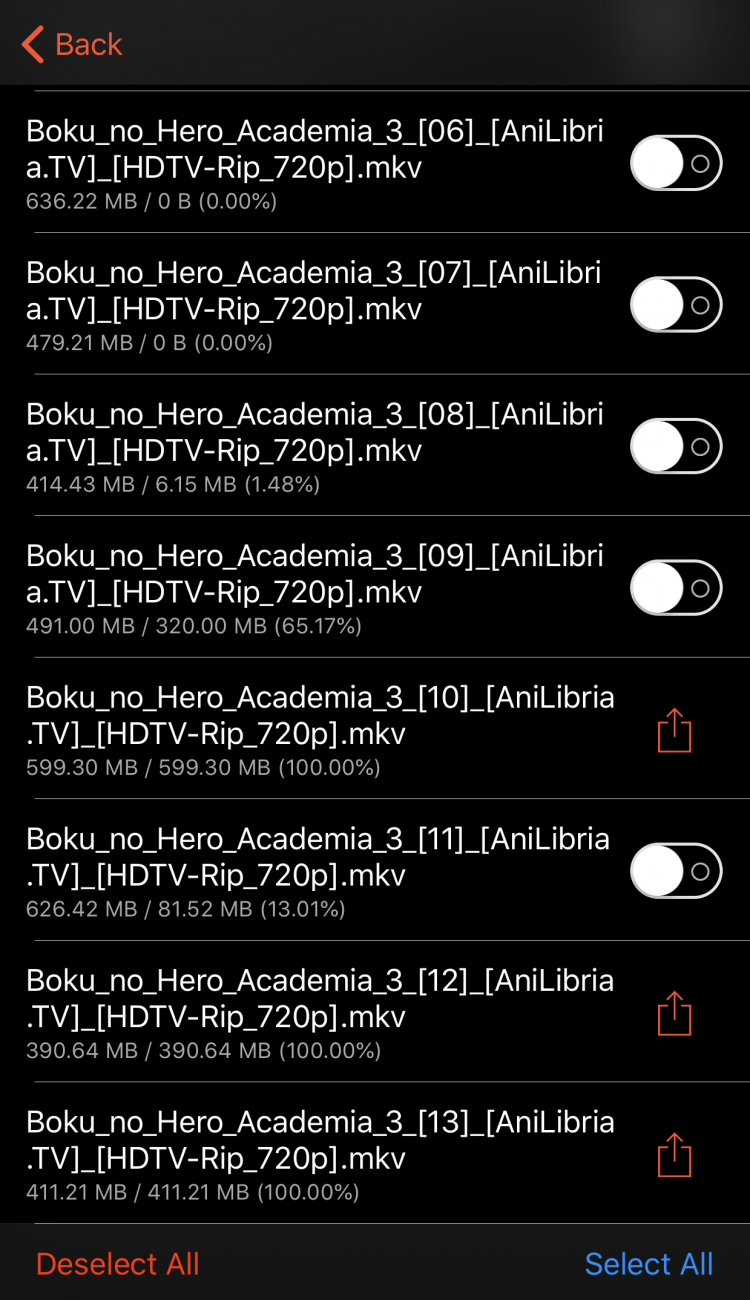 Back
Boku_no_Hero_Academia_3_[06]_[AniLibri
a.TV]_[HDTV-Rip_720p].mkv
636.22 MB / 0 B (0.00%)
Boku_no_Hero_Academia_3_[07]_[AniLibri
a.TV]_[HDTV-Rip_720p].mkv
479.21 MB / 0 B (0.00%)
Boku_no_Hero_Academia_3_[08]_[AniLibri
a.TV]_[HDTV-Rip_720p].mkv
414.43 MB / 6.15 MB (1.48%)
Boku_no_Hero_Academia_3_[09]_[AniLibri
a.TV]_[HDTV-Rip_720p].mkv
491.00 MB / 320.00 MB (65.17%)
Boku_no_Hero_Academia_3_[10]_[AniLibria
.TV]_[HDTV-Rip_720p].mkv
599.30 MB / 599.30 MB (100.00%)
Boku_no_Hero_Academia_3_[11]_[AniLibria
.TV]_[HDTV-Rip_720p].mkv
626.42 MB / 81.52 MB (13.01%)
Boku_no_Hero_Academia_3_[12]_[AniLibria
.TV]_[HDTV-Rip_720p].mkv
390.64 MB / 390.64 MB (100.00%)
Boku_no_Hero_Academia_3_[13]_[AniLibria
.TV]_[HDTV-Rip_720p].mkv
411.21 MB / 411.21 MB (100.00%)
Deselect All
Select All